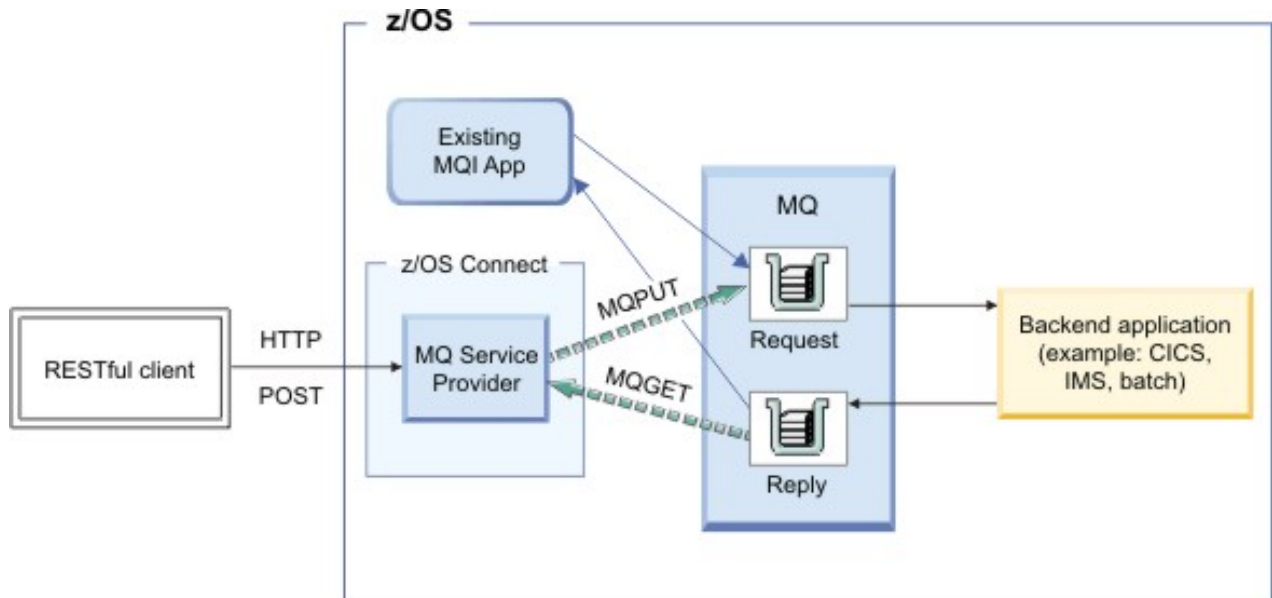 z/OS
Existing
MQI App
MQ
z/OS Connect
MQPUT
HTTP
MQ Service
Provider
Request
Backend application
(example: CICS,
IMS, batch)
RESTful client
POST
MQGET
Reply